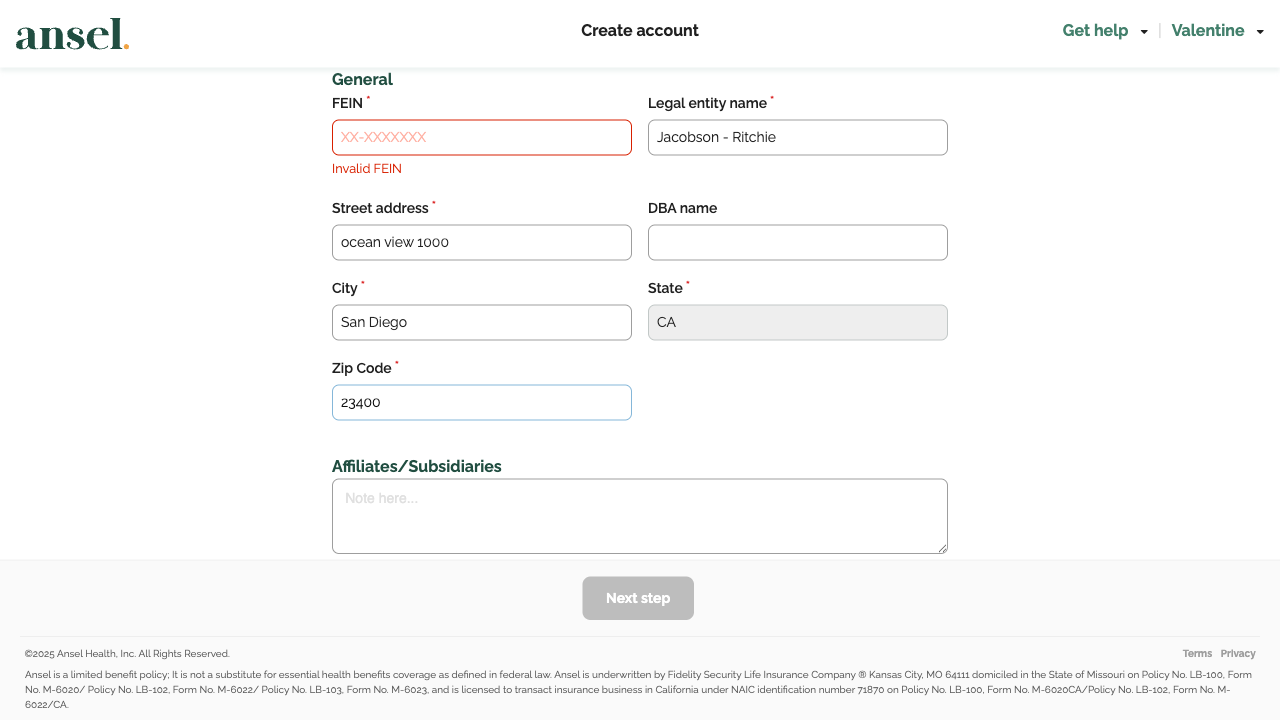 ansel.
Create account
Get help
Valentine
General
FEIN *
Legal entity name *
XX-XXXXXXX
Jacobson - Ritchie
Invalid FEIN
Street address *
DBA name
ocean view 1000
City *
State *
San Diego
CA
Zip Code *
23400
Affiliates/Subsidiaries
Note here...
Next step
©2025 Ansel Health, Inc. All Rights Reserved.
Terms
Privacy
Ansel is a limited benefit policy; It is not a substitute for essential health benefits coverage as defined in federal law. Ansel is underwritten by Fidelity Security Life Insurance Company ® Kansas City, MO 64111 domiciled in the State of Missouri on Policy No. LB-100, Form
No. M-6020/ Policy No. LB-102, Form No. M-6022/ Policy No. LB-103, Form No. M-6023, and is licensed to transact insurance business in California under NAIC identification number 71870 on Policy No. LB-100, Form No. M-6020CA/Policy No. LB-102, Form No. M-
6022/CA.